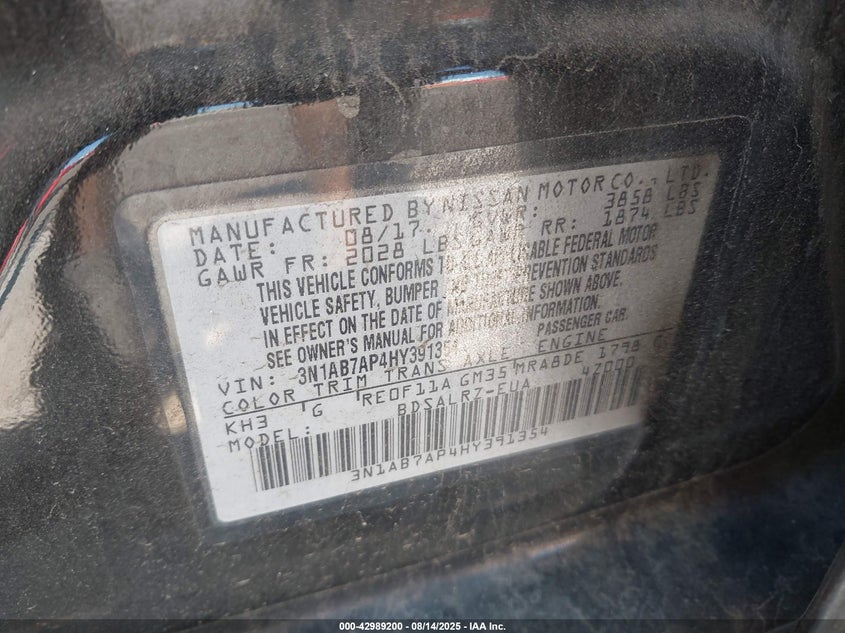 MANUFACTURED BY NISSAN MOTOR CO., LTD.
DATE: 08/17 GVWR: 3858 LBS
GAWR FR: 2028 LBS GAWR RR: 1874 LBS
THIS VEHICLE CONFORMS TO ALL APPLICABLE FEDERAL MOTOR
VEHICLE SAFETY, BUMPER PREVENTION STANDARDS
IN EFFECT ON THE DATE OF MANUFACTURE SHOWN ABOVE.
SEE OWNER'S MANUAL FOR ADDITIONAL INFORMATION.
VIN: 3N1AB7AP4HY391354 PASSENGER CAR
COLOR TRIM TRANS AXLE ENGINE
KH3 G RE0F11A GM35 MRA8DE 1798 C
MODEL: BDSALR7-EUA 47000
3N1AB7AP4HY391354
000-42989200 - 08/14/2025 - IAA Inc.